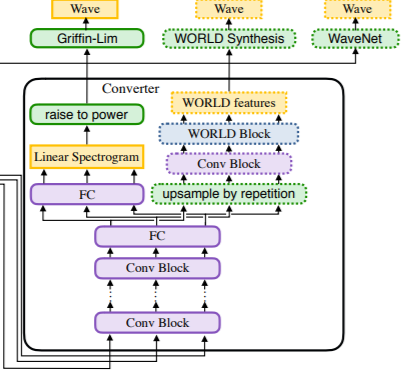 Wave
Wave
Wave
Griffin-Lim
WORLD Synthesis
WaveNet
Converter
raise to power
WORLD features
WORLD Block
Linear Spectrogram
Conv Block
FC
upsample by repetition
FC
Conv Block
Conv Block